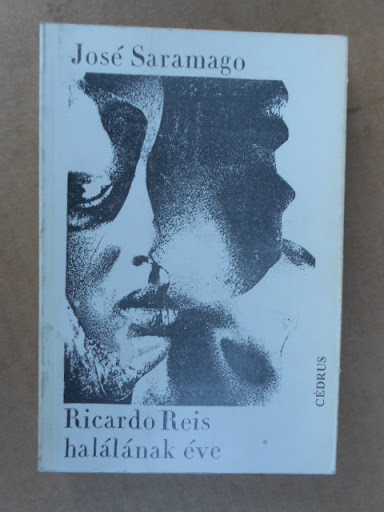 José Saramago
CÉDRUS
Ricardo Reis
halálának éve